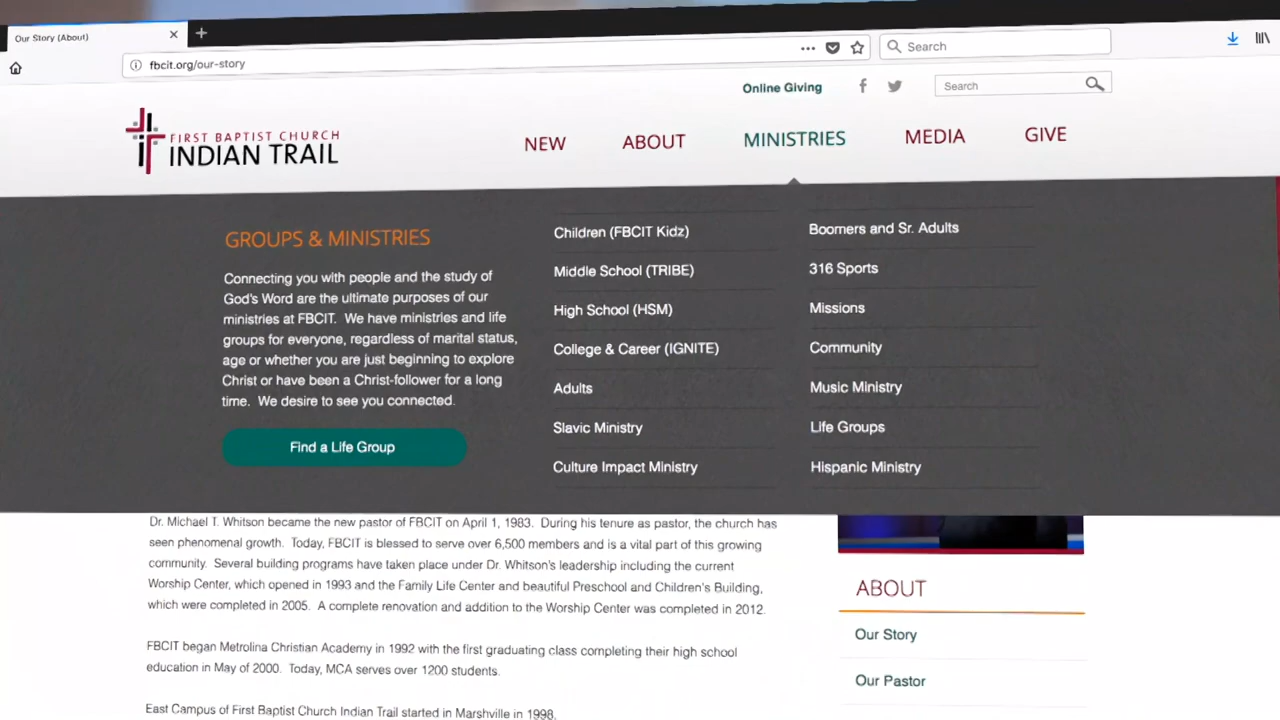 Our Story (About)
fbcit.org/our-story
Search
Online Giving
Search
FIRST BAPTIST CHURCH
INDIAN TRAIL
NEW
ABOUT
MINISTRIES
MEDIA
GIVE
GROUPS & MINISTRIES
Connecting you with people and the study of
God's Word are the ultimate purposes of our
ministries at FBCIT. We have ministries and life
groups for everyone, regardless of marital status,
age or whether you are just beginning to explore
Christ or have been a Christ-follower for a long
time. We desire to see you connected.
Find a Life Group
Children (FBCIT Kidz)
Middle School (TRIBE)
High School (HSM)
College & Career (IGNITE)
Adults
Slavic Ministry
Culture Impact Ministry
Boomers and Sr. Adults
316 Sports
Missions
Community
Music Ministry
Life Groups
Hispanic Ministry
Dr. Michael T. Whitson became the new pastor of FBCIT on April 1, 1983. During his tenure as pastor, the church has
seen phenomenal growth. Today, FBCIT is blessed to serve over 6,500 members and is a vital part of this growing
community. Several building programs have taken place under Dr. Whitson's leadership including the current
Worship Center, which opened in 1993 and the Family Life Center and beautiful Preschool and Children's Building,
which were completed in 2005. A complete renovation and addition to the Worship Center was completed in 2012.
FBCIT began Metrolina Christian Academy in 1992 with the first graduating class completing their high school
education in May of 2000. Today, MCA serves over 1200 students.
East Campus of First Baptist Church Indian Trail started in Marshville in 1998.
ABOUT
Our Story
Our Pastor